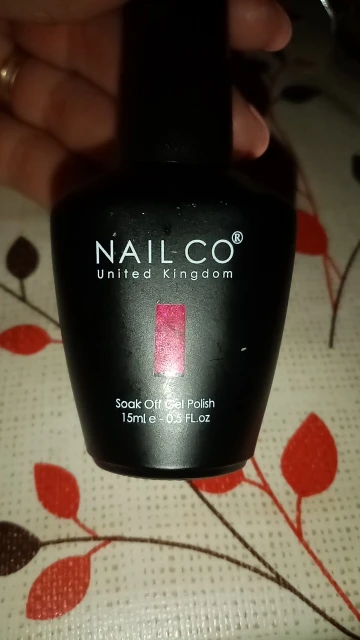 NAIL CO®
United Kingdom
Soak Off Gel Polish
15ml e - 0.5 FL.oz